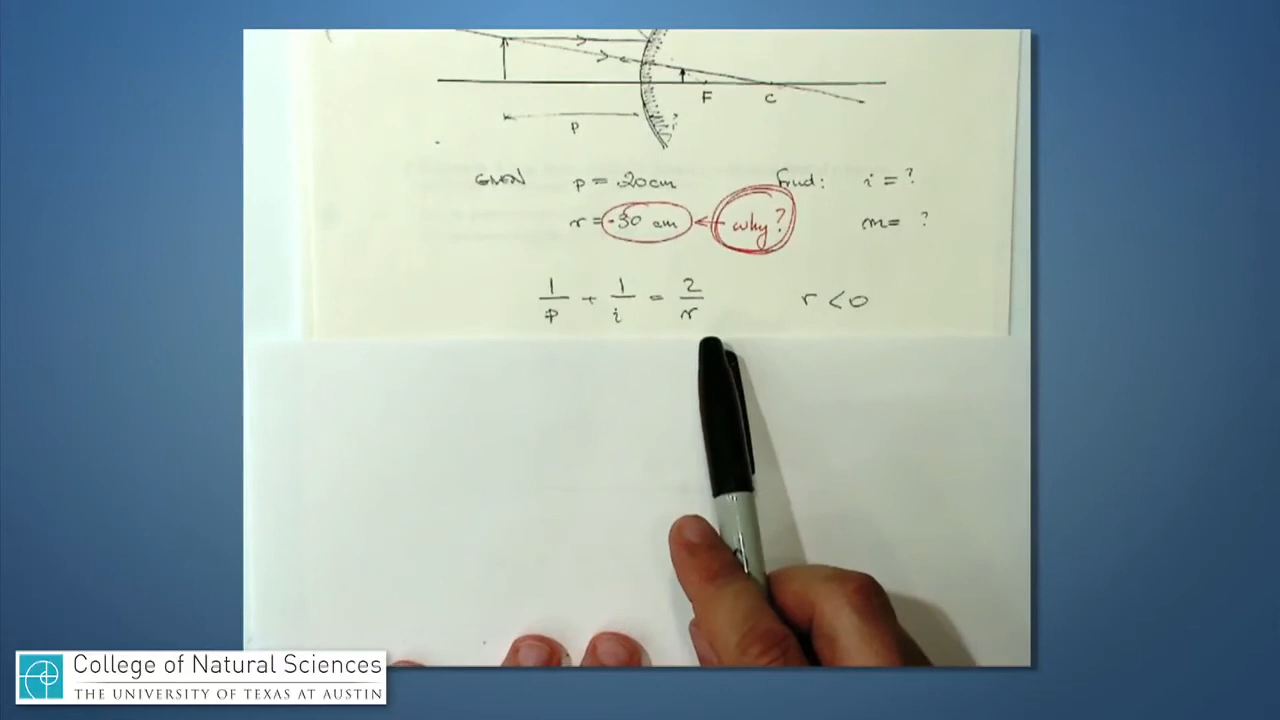 F C
p i
GIVEN p = 20cm Find: i = ?
r = -30 cm ← why? m= ?
1/p + 1/i = 2/r r < 0
College of Natural Sciences
THE UNIVERSITY OF TEXAS AT AUSTIN